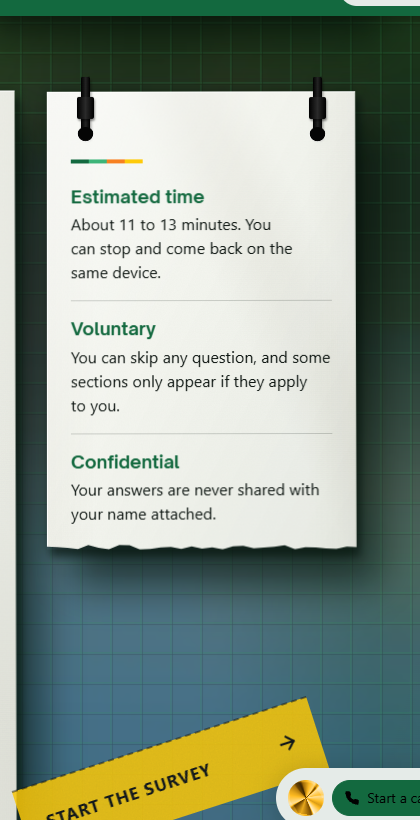 Estimated time
About 11 to 13 minutes. You
can stop and come back on the
same device.
Voluntary
You can skip any question, and some
sections only appear if they apply
to you.
Confidential
Your answers are never shared with
your name attached.
START THE SURVEY
Start a